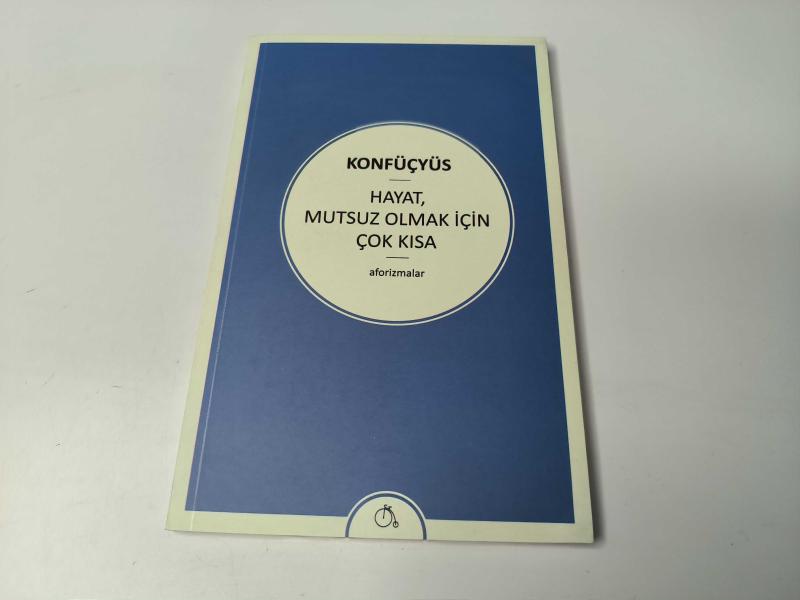 KONFÜÇYÜS
HAYAT,
MUTSUZ OLMAK İÇİN
ÇOK KISA
aforizmalar